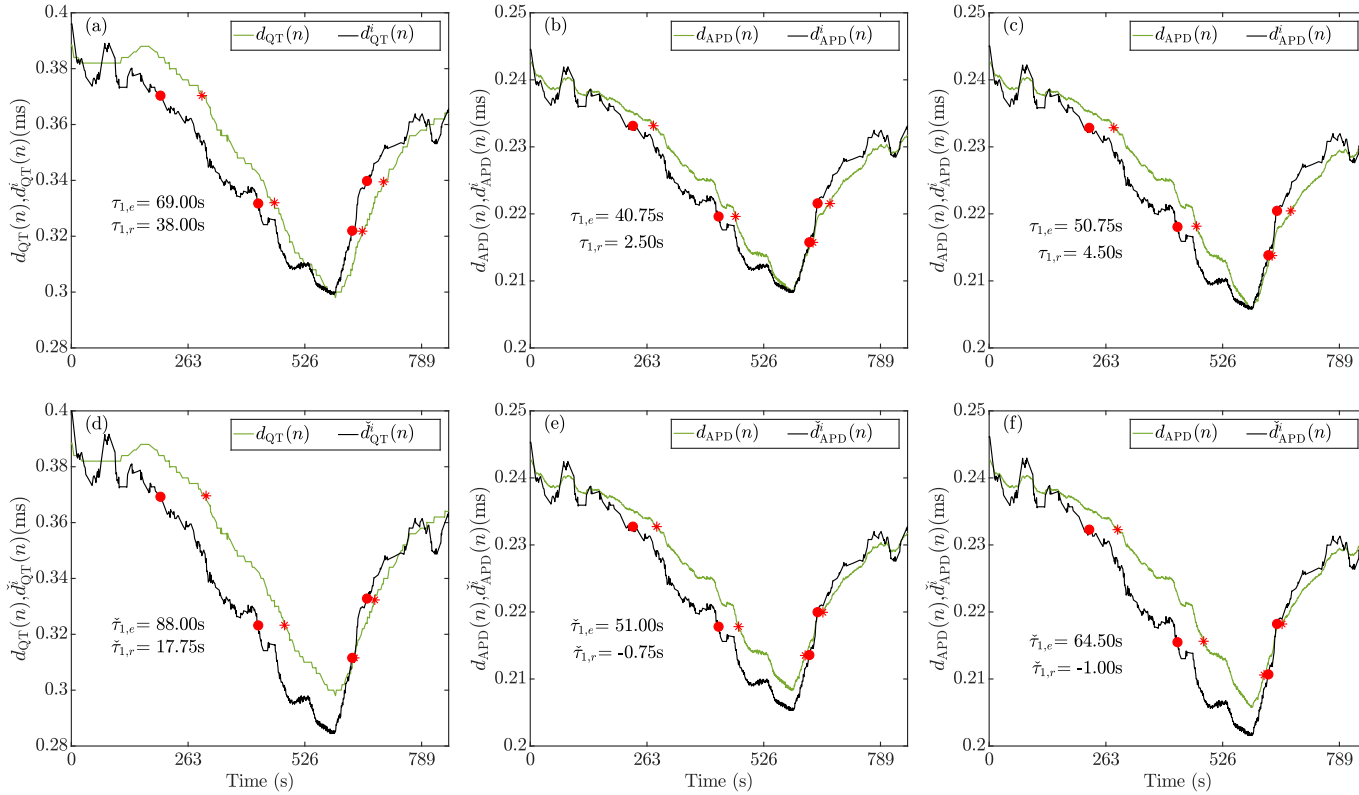 (a)
d_QT(n) d^i_QT(n)
d_QT(n),d^i_QT(n)(ms)
0.4
0.38
0.36
0.34
0.32
0.3
0.28
τ_1,e= 69.00s
τ_1,r= 38.00s
0 263 526 789
(b)
d_APD(n) d^i_APD(n)
d_APD(n),d^i_APD(n)(ms)
0.25
0.24
0.23
0.22
0.21
0.2
τ_1,e= 40.75s
τ_1,r= 2.50s
0 263 526 789
(c)
d_APD(n) d^i_APD(n)
d_APD(n),d^i_APD(n)(ms)
0.25
0.24
0.23
0.22
0.21
0.2
τ_1,e= 50.75s
τ_1,r= 4.50s
0 263 526 789
(d)
d_QT(n) ď^i_QT(n)
d_QT(n),ď^i_QT(n)(ms)
0.4
0.38
0.36
0.34
0.32
0.3
0.28
τ̌_1,e= 88.00s
τ̌_1,r= 17.75s
0 263 526 789
Time (s)
(e)
d_APD(n) ď^i_APD(n)
d_APD(n),ď^i_APD(n)(ms)
0.25
0.24
0.23
0.22
0.21
0.2
τ̌_1,e= 51.00s
τ̌_1,r= -0.75s
0 263 526 789
Time (s)
(f)
d_APD(n) ď^i_APD(n)
d_APD(n),ď^i_APD(n)(ms)
0.25
0.24
0.23
0.22
0.21
0.2
τ̌_1,e= 64.50s
τ̌_1,r= -1.00s
0 263 526 789
Time (s)